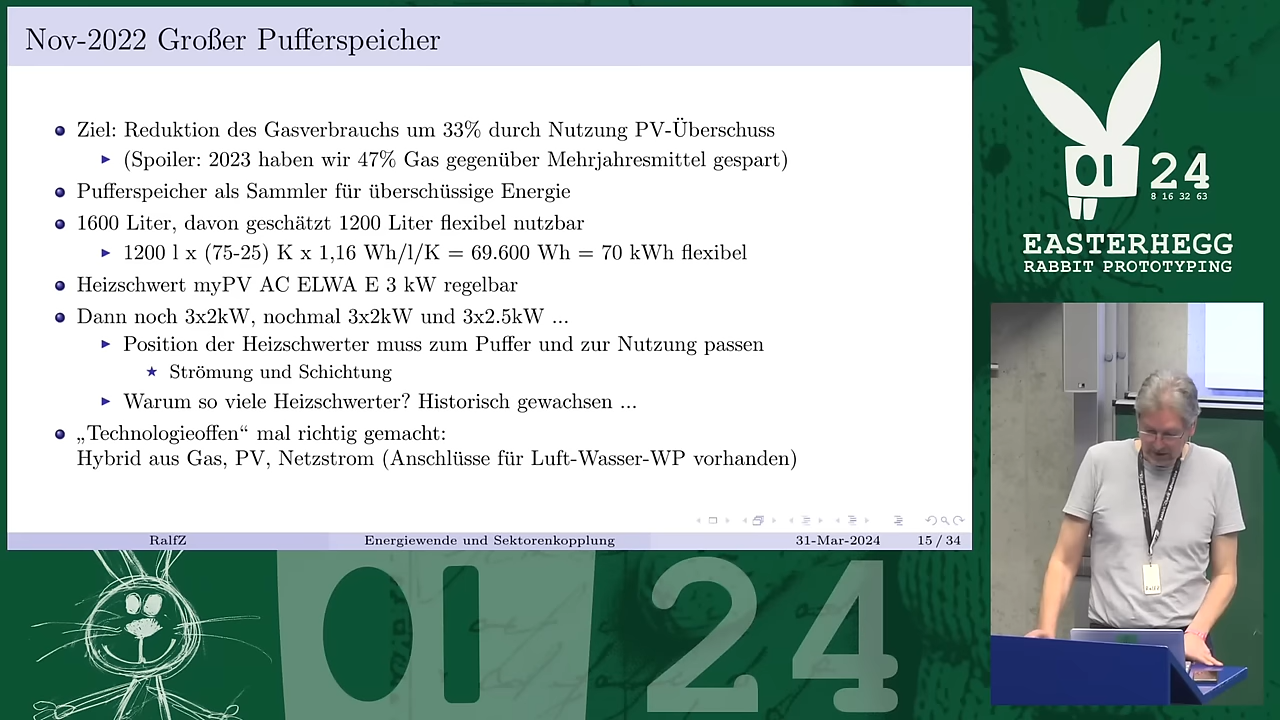 Nov-2022 Großer Pufferspeicher
Ziel: Reduktion des Gasverbrauchs um 33% durch Nutzung PV-Überschuss
(Spoiler: 2023 haben wir 47% Gas gegenüber Mehrjahresmittel gespart)
Pufferspeicher als Sammler für überschüssige Energie
1600 Liter, davon geschätzt 1200 Liter flexibel nutzbar
1200 l x (75-25) K x 1,16 Wh/l/K = 69.600 Wh = 70 kWh flexibel
Heizschwert myPV AC ELWA E 3 kW regelbar
Dann noch 3x2kW, nochmal 3x2kW und 3x2.5kW ...
Position der Heizschwerter muss zum Puffer und zur Nutzung passen
Strömung und Schichtung
Warum so viele Heizschwerter? Historisch gewachsen ...
„Technologieoffen“ mal richtig gemacht:
Hybrid aus Gas, PV, Netzstrom (Anschlüsse für Luft-Wasser-WP vorhanden)
RalfZ
Energiewende und Sektorenkopplung
31-Mar-2024
15 / 34
24
8 16 32 63
EASTERHEGG
RABBIT PROTOTYPING
24